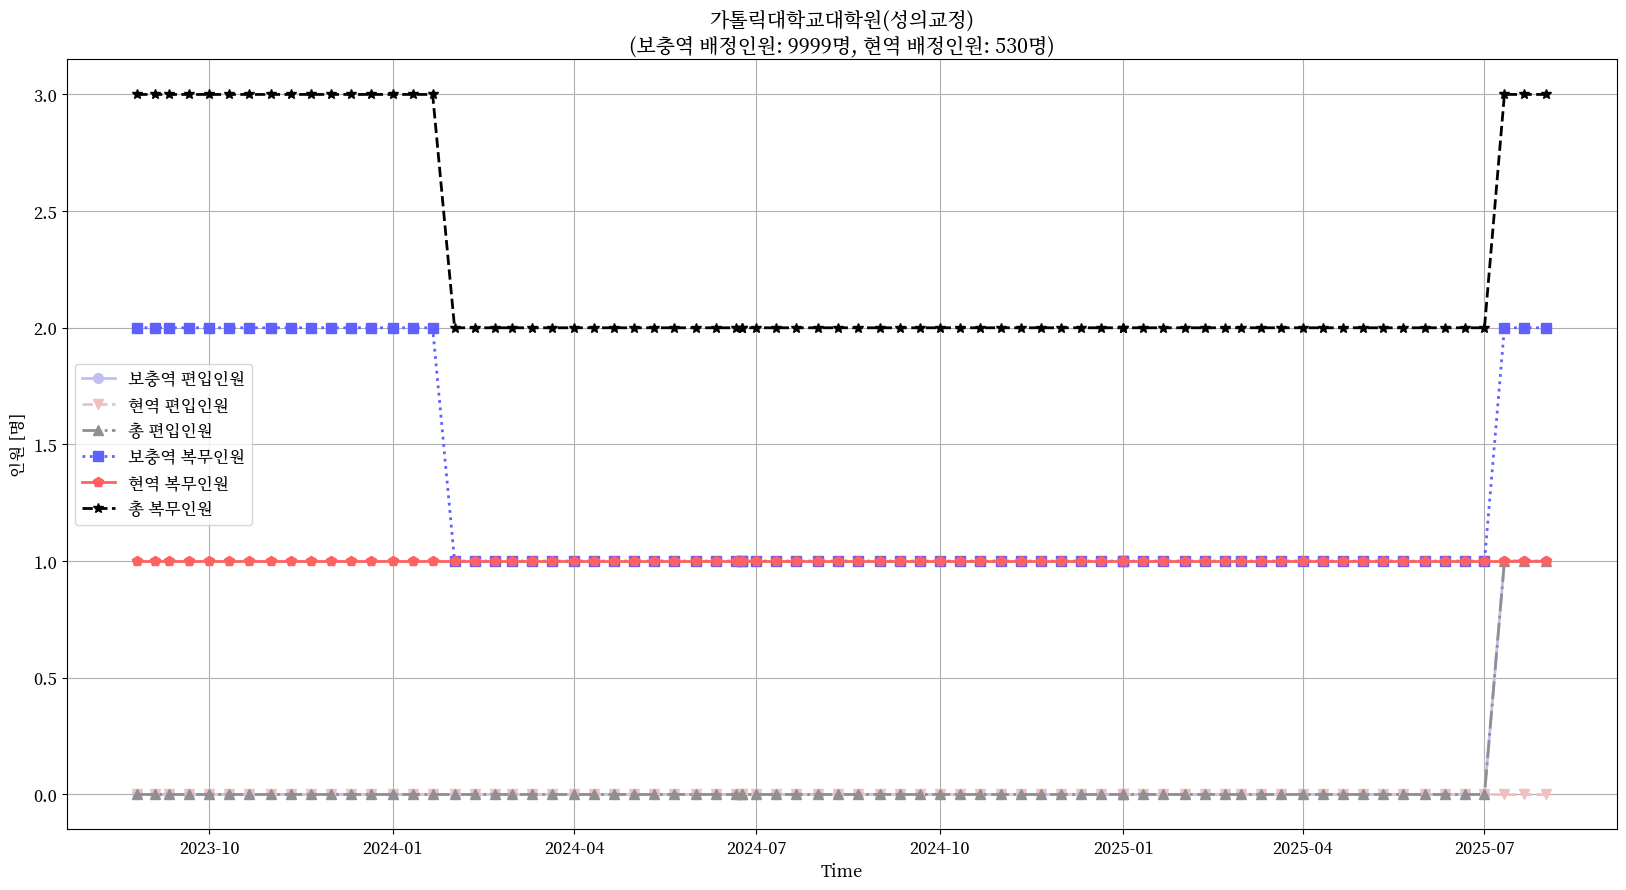 가톨릭대학교대학원(성의교정)
(보충역 배정인원: 9999명, 현역 배정인원: 530명)
3.0
2.5
2.0
1.5
1.0
0.5
0.0
인원 [명]
보충역 편입인원
현역 편입인원
총 편입인원
보충역 복무인원
현역 복무인원
총 복무인원
2023-10
2024-01
2024-04
2024-07
2024-10
2025-01
2025-04
2025-07
Time